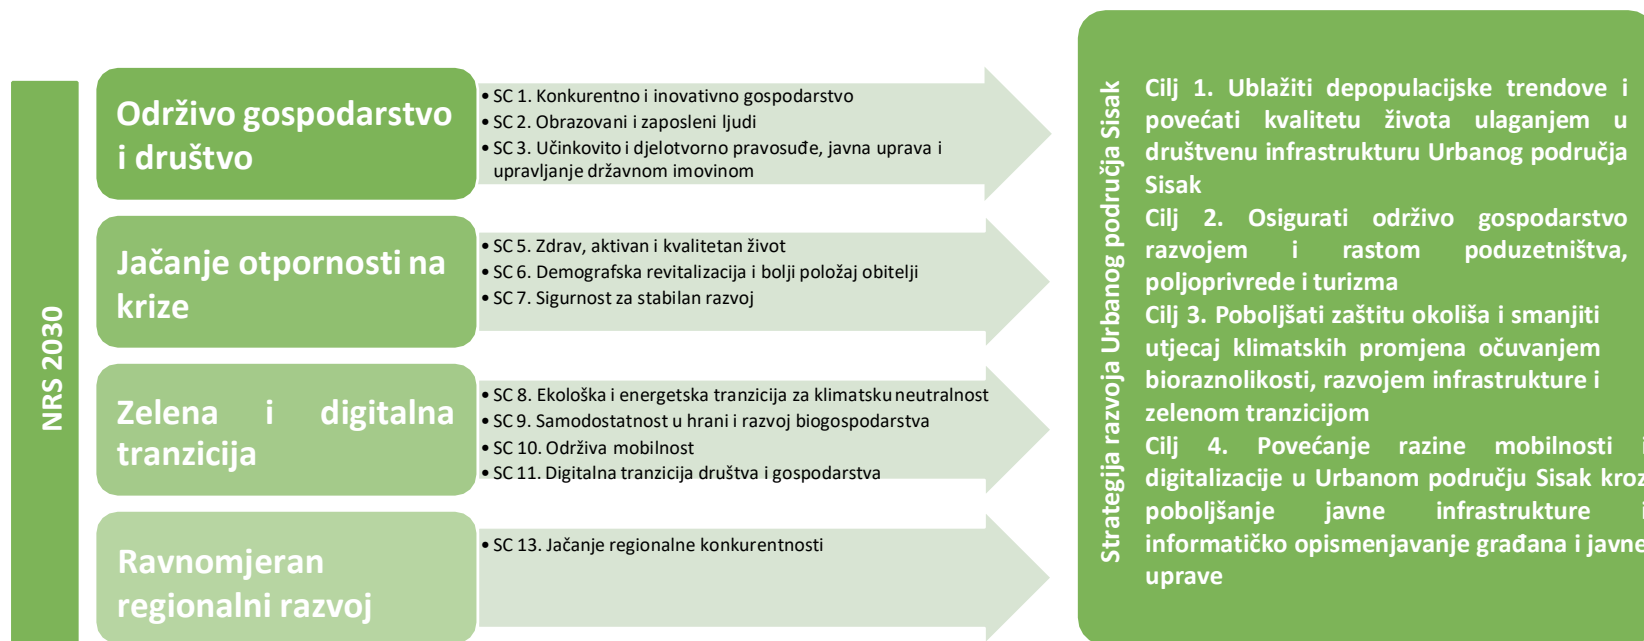 NRS 2030
Održivo gospodarstvo
i društvo
• SC 1. Konkurentno i inovativno gospodarstvo
• SC 2. Obrazovani i zaposleni ljudi
• SC 3. Učinkovito i djelotvorno pravosuđe, javna uprava i
upravljanje državnom imovinom
Jačanje otpornosti na
krize
• SC 5. Zdrav, aktivan i kvalitetan život
• SC 6. Demografska revitalizacija i bolji položaj obitelji
• SC 7. Sigurnost za stabilan razvoj
Zelena i digitalna
tranzicija
• SC 8. Ekološka i energetska tranzicija za klimatsku neutralnost
• SC 9. Samodostatnost u hrani i razvoj biogospodarstva
• SC 10. Održiva mobilnost
• SC 11. Digitalna tranzicija društva i gospodarstva
Ravnomjeran
regionalni razvoj
• SC 13. Jačanje regionalne konkurentnosti
Strategija razvoja Urbanog područja Sisak
Cilj 1. Ublažiti depopulacijske trendove i
povećati kvalitetu života ulaganjem u
društvenu infrastrukturu Urbanog područja
Sisak
Cilj 2. Osigurati održivo gospodarstvo
razvojem i rastom poduzetništva,
poljoprivrede i turizma
Cilj 3. Poboljšati zaštitu okoliša i smanjiti
utjecaj klimatskih promjena očuvanjem
bioraznolikosti, razvojem infrastrukture i
zelenom tranzicijom
Cilj 4. Povećanje razine mobilnosti i
digitalizacije u Urbanom području Sisak kroz
poboljšanje javne infrastrukture i
informatičko opismenjavanje građana i javne
uprave